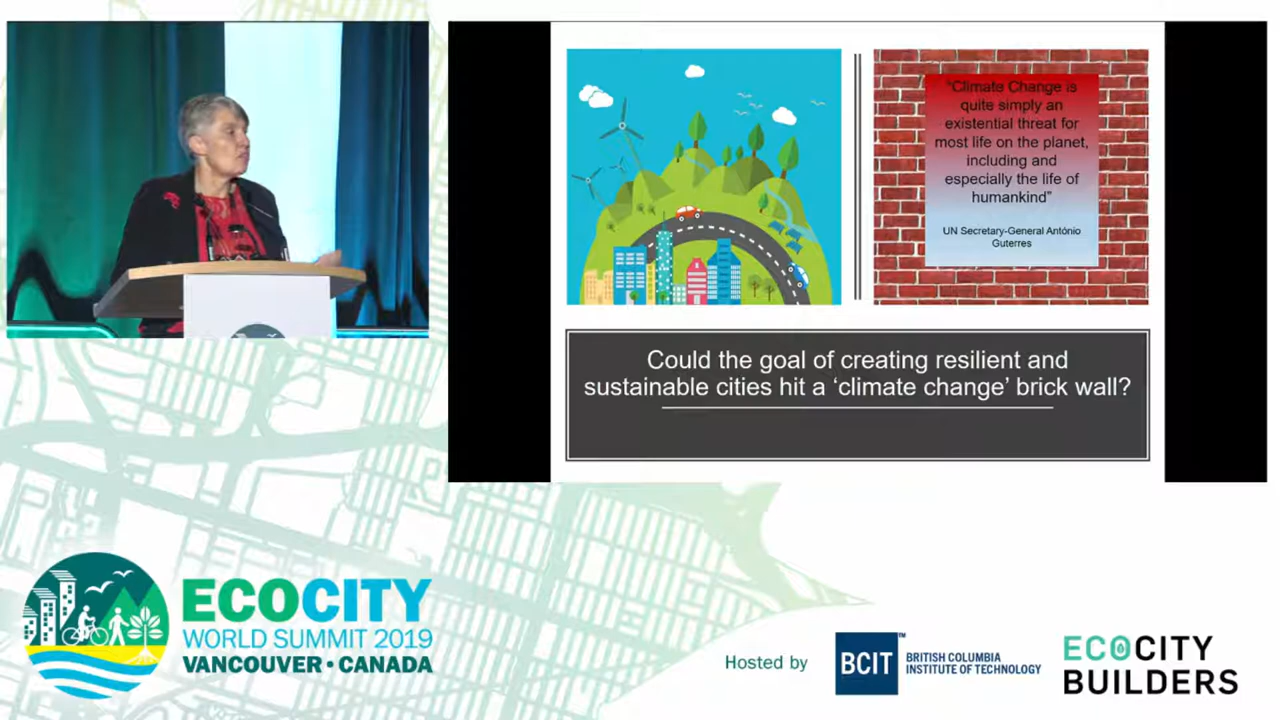 “Climate Change is
quite simply an
existential threat for
most life on the planet,
including and
especially the life of
humankind”
UN Secretary-General António
Guterres
Could the goal of creating resilient and
sustainable cities hit a ‘climate change’ brick wall?
ECOCITY
WORLD SUMMIT 2019
VANCOUVER • CANADA
Hosted by
BCIT™
BRITISH COLUMBIA
INSTITUTE OF TECHNOLOGY
ECOCITY
BUILDERS